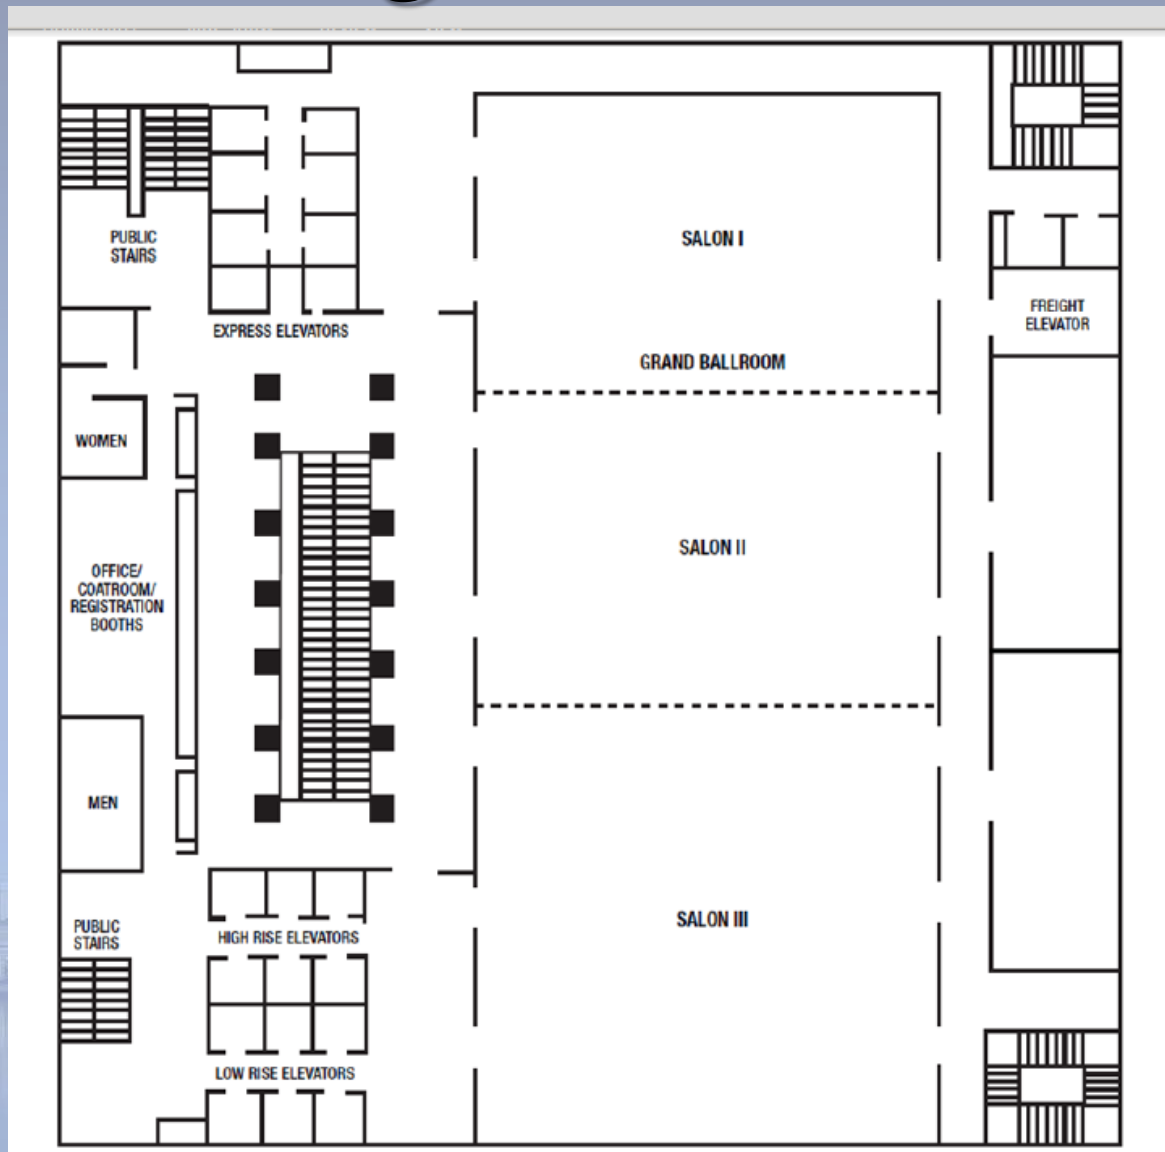 PUBLIC
STAIRS
SALON I
EXPRESS ELEVATORS
FREIGHT
ELEVATOR
GRAND BALLROOM
WOMEN
SALON II
OFFICE/
COATROOM/
REGISTRATION
BOOTHS
MEN
PUBLIC
STAIRS
SALON III
HIGH RISE ELEVATORS
LOW RISE ELEVATORS